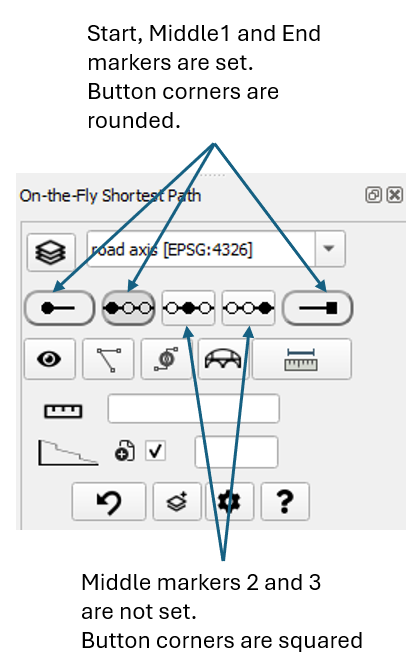 Start, Middle1 and End
markers are set.
Button corners are
rounded.
On-the-Fly Shortest Path
road axis [EPSG:4326]
?
Middle markers 2 and 3
are not set.
Button corners are squared